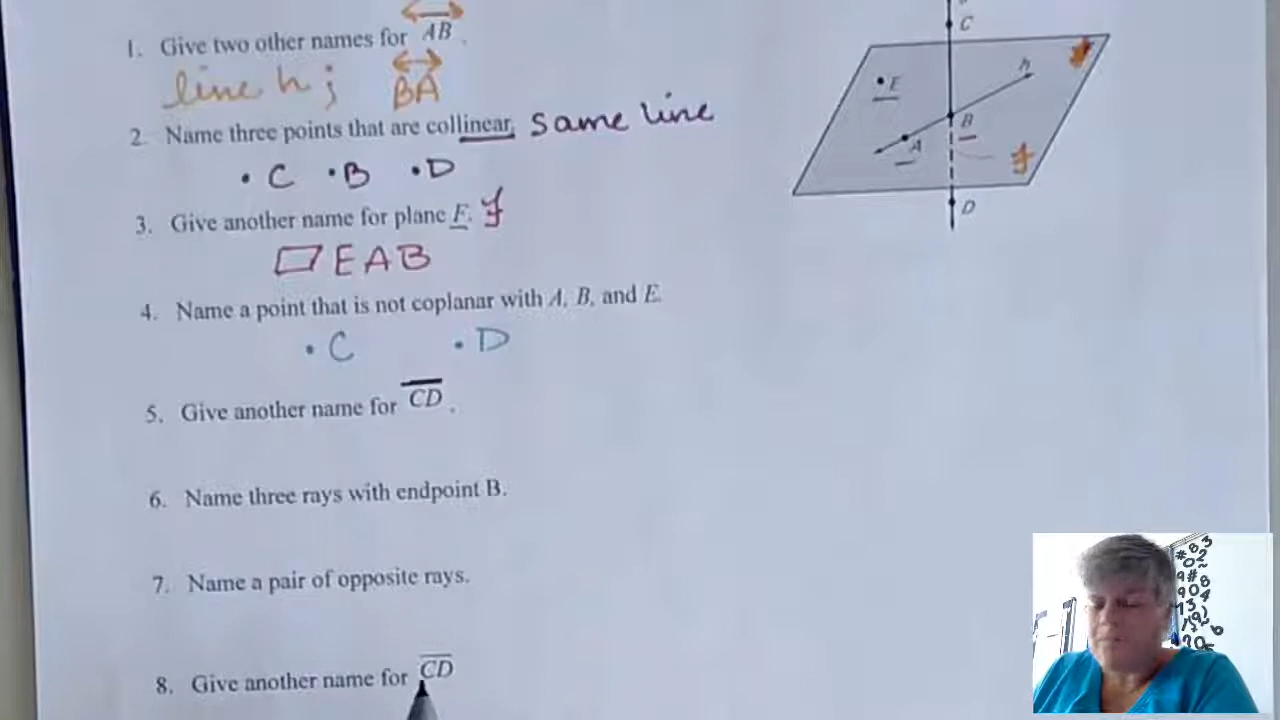 1. Give two other names for AB.
line h ; BA
2. Name three points that are collinear. same line
• C • B • D
3. Give another name for plane F. F
▱ E A B
4. Name a point that is not coplanar with A, B, and E.
• C • D
5. Give another name for CD.
6. Name three rays with endpoint B.
7. Name a pair of opposite rays.
8. Give another name for CD
C
h
E
B
A
F
D